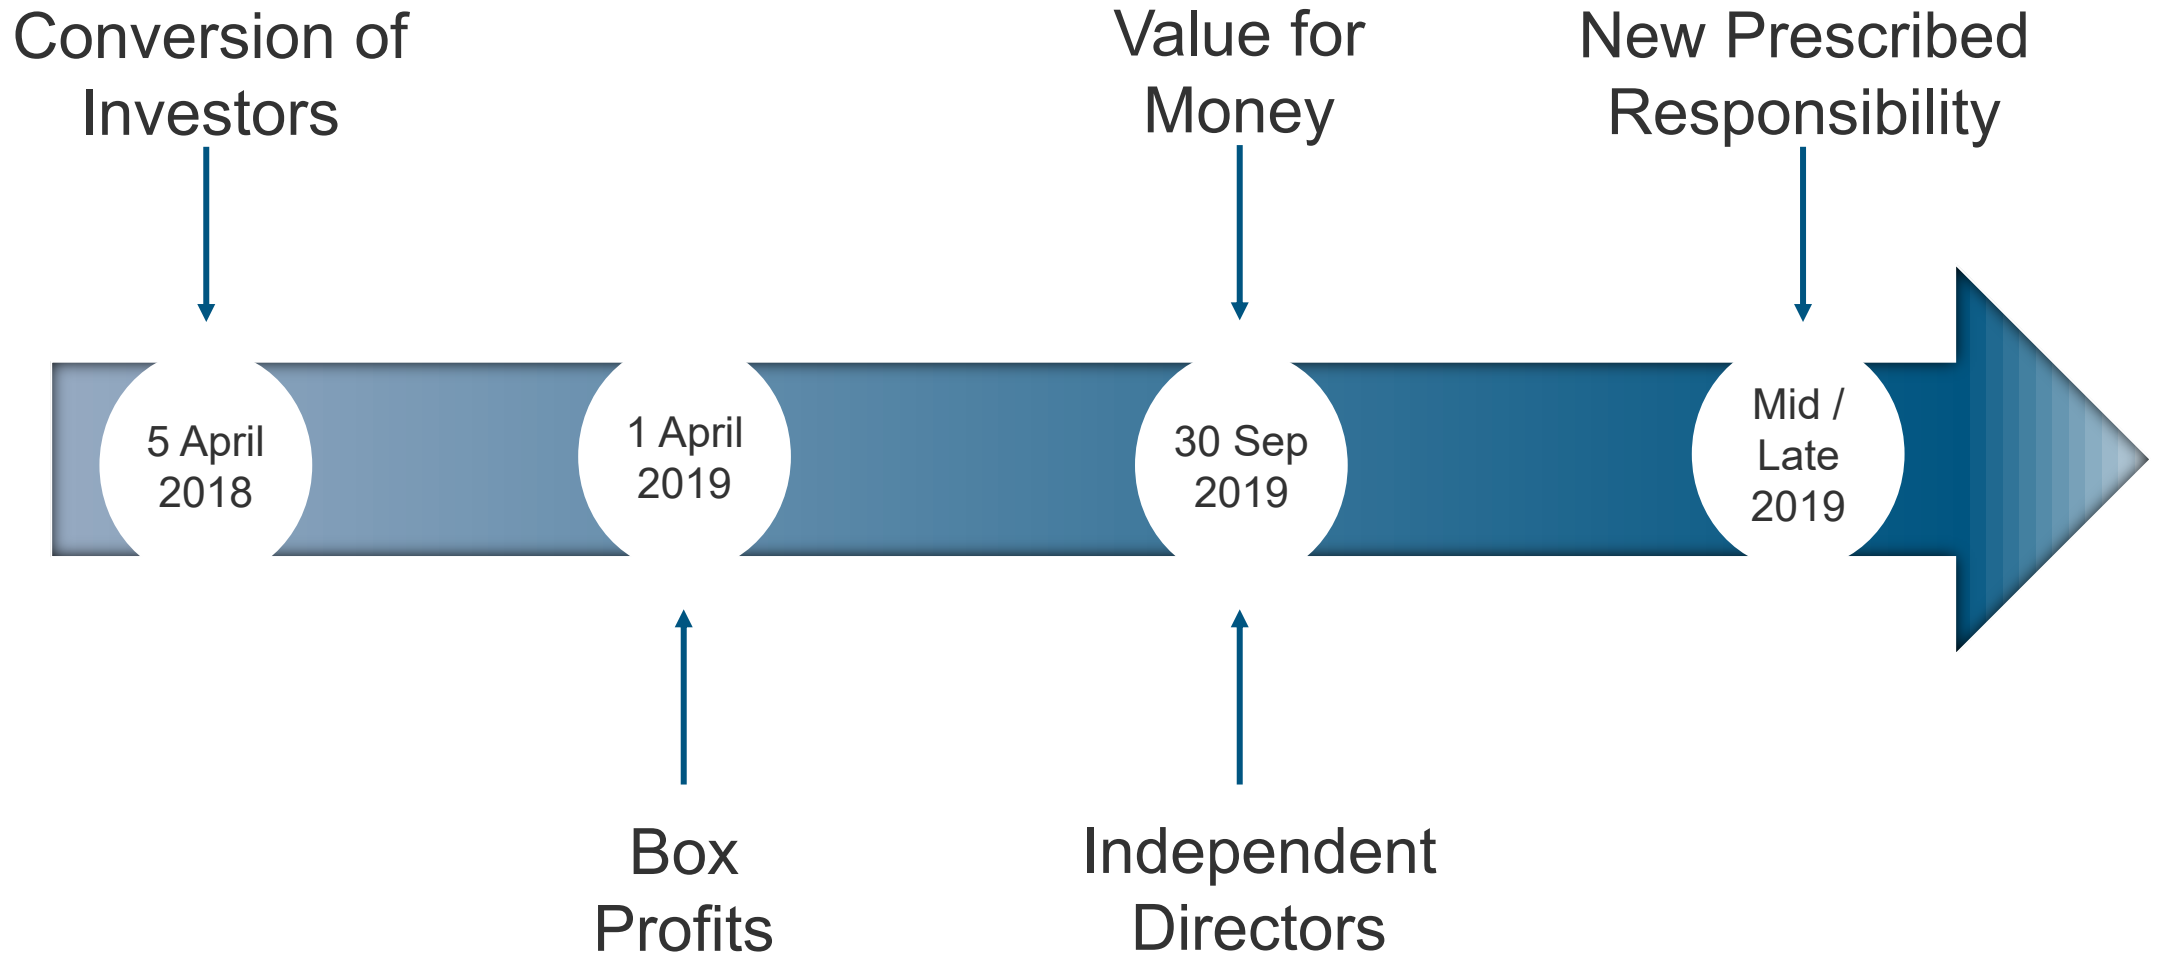 Conversion of
Investors
Value for
Money
New Prescribed
Responsibility
5 April
2018
1 April
2019
30 Sep
2019
Mid /
Late
2019
Box
Profits
Independent
Directors